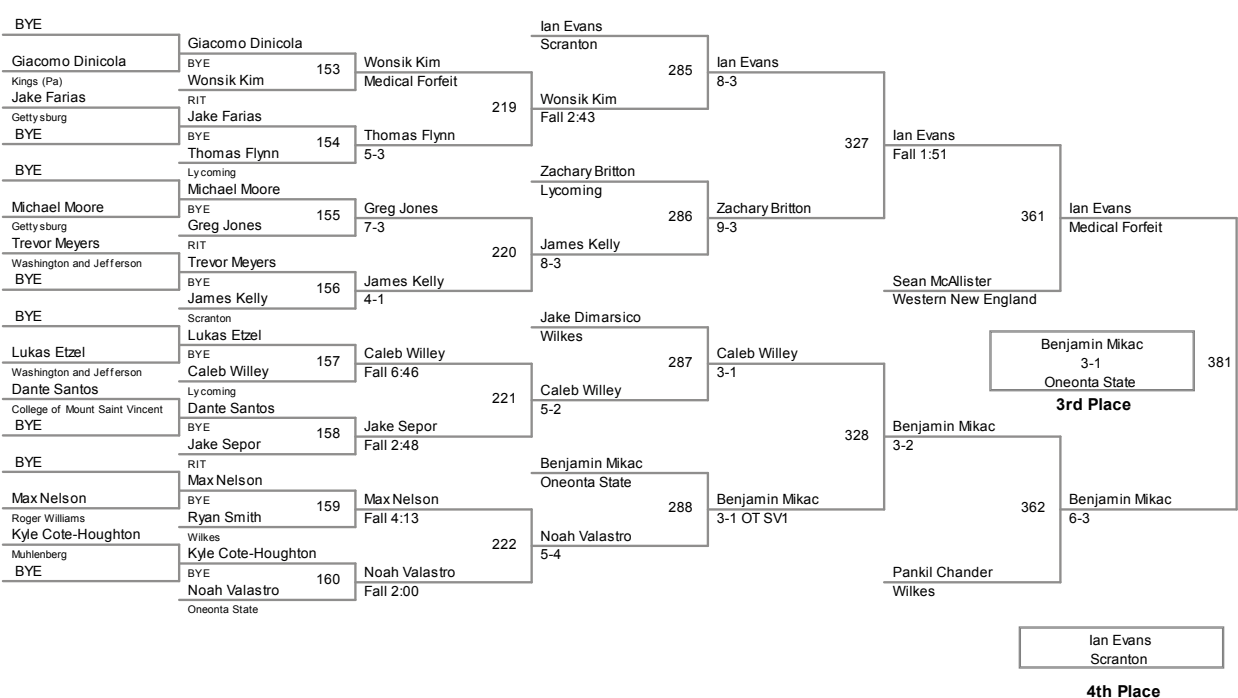 BYE
Giacomo Dinicola
Kings (Pa)
Jake Farias
Gettysburg
BYE
BYE
Michael Moore
Gettysburg
Trevor Meyers
Washington and Jefferson
BYE
BYE
Lukas Etzel
Washington and Jefferson
Dante Santos
College of Mount Saint Vincent
BYE
BYE
Max Nelson
Roger Williams
Kyle Cote-Houghton
Muhlenberg
BYE
Giacomo Dinicola
BYE
153
Wonsik Kim
RIT
Jake Farias
BYE
154
Thomas Flynn
Lycoming
Michael Moore
BYE
155
Greg Jones
RIT
Trevor Meyers
BYE
156
James Kelly
Scranton
Lukas Etzel
BYE
157
Caleb Willey
Lycoming
Dante Santos
BYE
158
Jake Sepor
RIT
Max Nelson
BYE
159
Ryan Smith
Wilkes
Kyle Cote-Houghton
BYE
160
Noah Valastro
Oneonta State
Wonsik Kim
Medical Forfeit
219
Thomas Flynn
5-3
Greg Jones
7-3
220
James Kelly
4-1
Caleb Willey
Fall 6:46
221
Jake Sepor
Fall 2:48
Max Nelson
Fall 4:13
222
Noah Valastro
Fall 2:00
Ian Evans
Scranton
285
Wonsik Kim
Fall 2:43
Zachary Britton
Lycoming
286
James Kelly
8-3
Jake Dimarsico
Wilkes
287
Caleb Willey
5-2
Benjamin Mikac
Oneonta State
288
Noah Valastro
5-4
Ian Evans
8-3
327
Zachary Britton
9-3
Caleb Willey
3-1
328
Benjamin Mikac
3-1 OT SV1
Ian Evans
Fall 1:51
361
Sean McAllister
Western New England
Benjamin Mikac
3-2
362
Pankil Chander
Wilkes
Ian Evans
Medical Forfeit
381
Benjamin Mikac
6-3
Benjamin Mikac
3-1
Oneonta State
3rd Place
Ian Evans
Scranton
4th Place